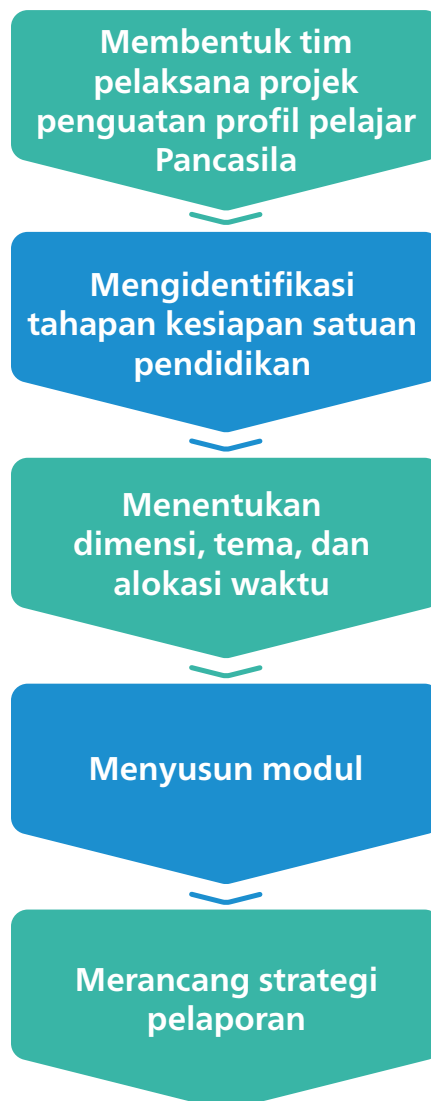 Membentuk tim
pelaksana projek
penguatan profil pelajar
Pancasila
Mengidentifikasi
tahapan kesiapan satuan
pendidikan
Menentukan
dimensi, tema, dan
alokasi waktu
Menyusun modul
Merancang strategi
pelaporan